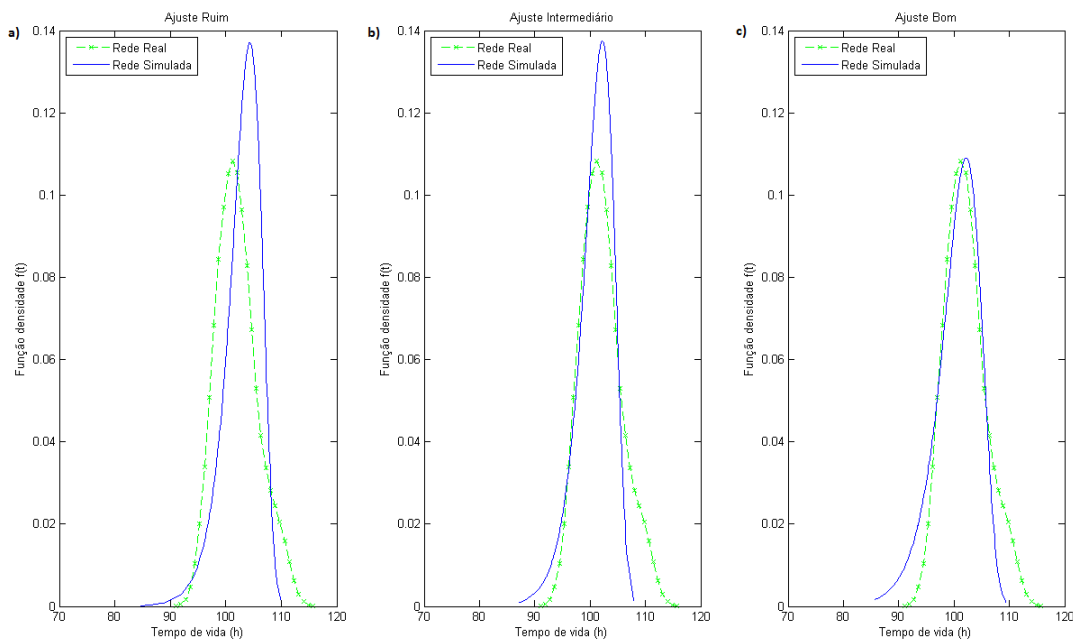 a)
Ajuste Ruim
Rede Real
Rede Simulada
Função densidade f(t)
0.14
0.12
0.1
0.08
0.06
0.04
0.02
0
70 80 90 100 110 120
Tempo de vida (h)
b)
Ajuste Intermediário
Rede Real
Rede Simulada
Função densidade f(t)
0.14
0.12
0.1
0.08
0.06
0.04
0.02
0
70 80 90 100 110 120
Tempo de vida (h)
c)
Ajuste Bom
Rede Real
Rede Simulada
Função densidade f(t)
0.14
0.12
0.1
0.08
0.06
0.04
0.02
0
70 80 90 100 110 120
Tempo de vida (h)